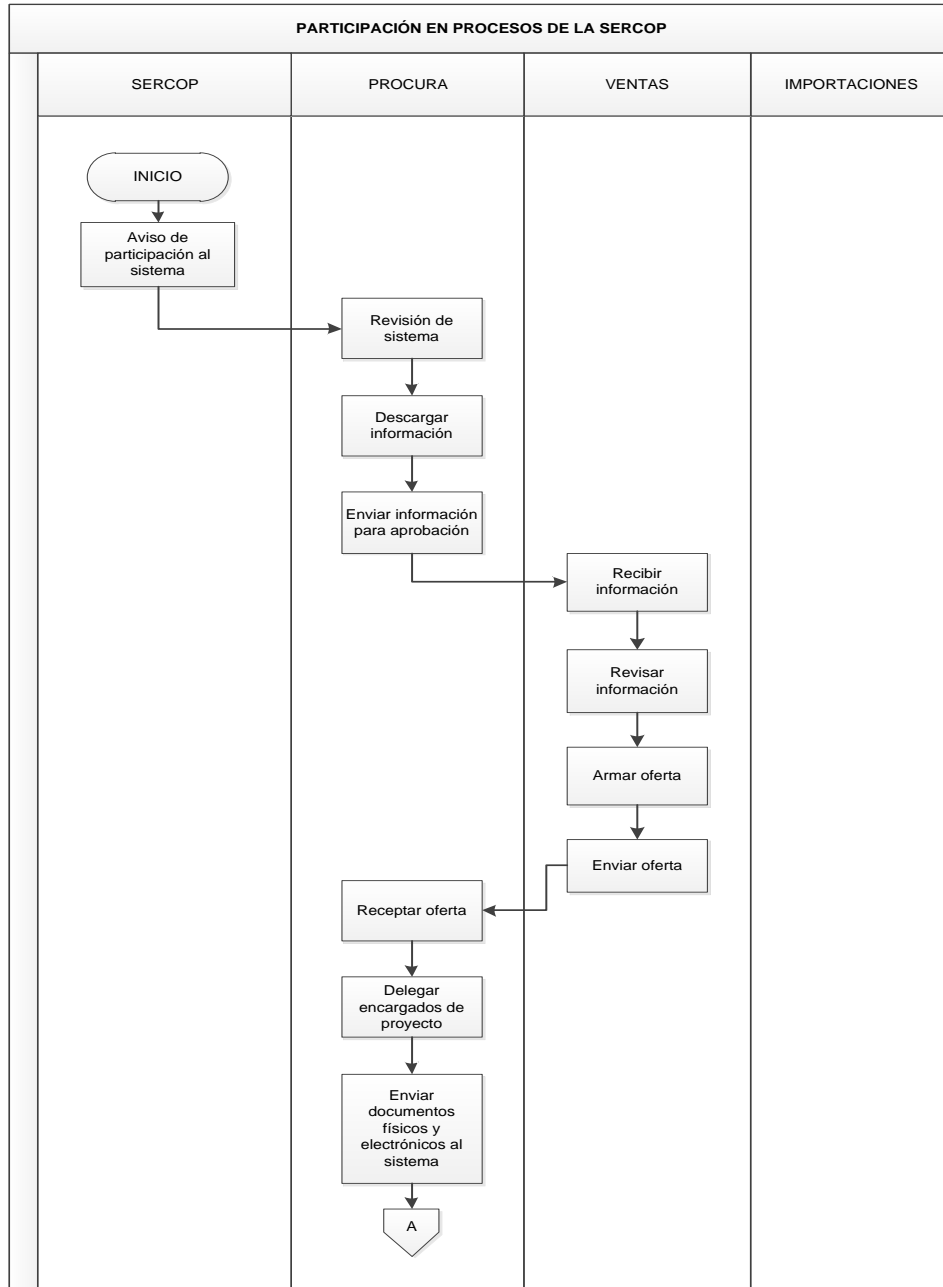 PARTICIPACIÓN EN PROCESOS DE LA SERCOP
SERCOP
PROCURA
VENTAS
IMPORTACIONES
INICIO
Aviso de
participación al
sistema
Revisión de
sistema
Descargar
información
Enviar información
para aprobación
Recibir
información
Revisar
información
Armar oferta
Enviar oferta
Receptar oferta
Delegar
encargados de
proyecto
Enviar
documentos
físicos y
electrónicos al
sistema
A